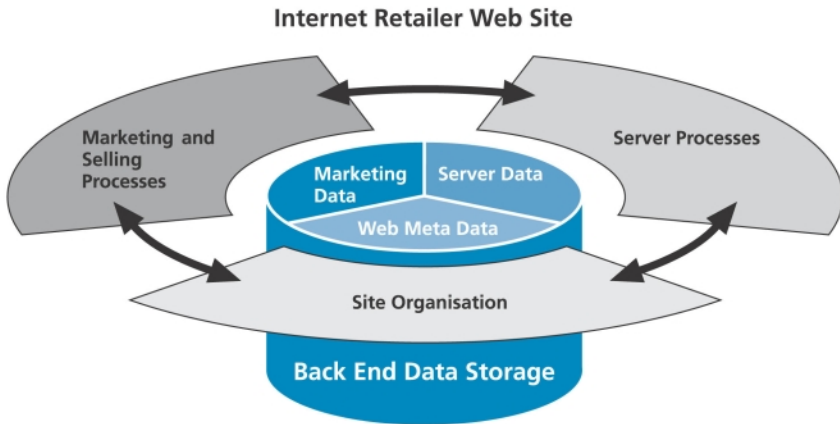 Internet Retailer Web Site
Marketing and
Selling
Processes
Server Processes
Marketing
Data
Server Data
Web Meta Data
Site Organisation
Back End Data Storage